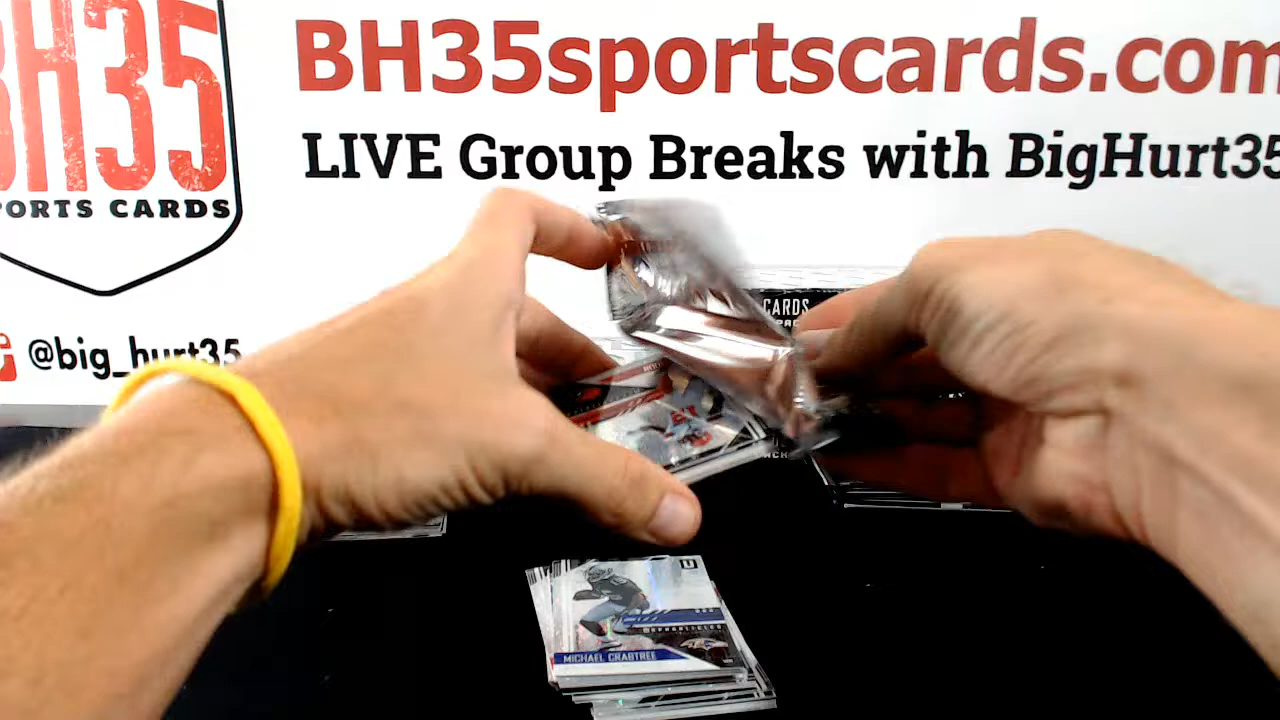 BH35
SPORTS CARDS
BH35sportscards.com
LIVE Group Breaks with BigHurt35
@big_hurt35
CARDS
MICHAEL CRABTREE